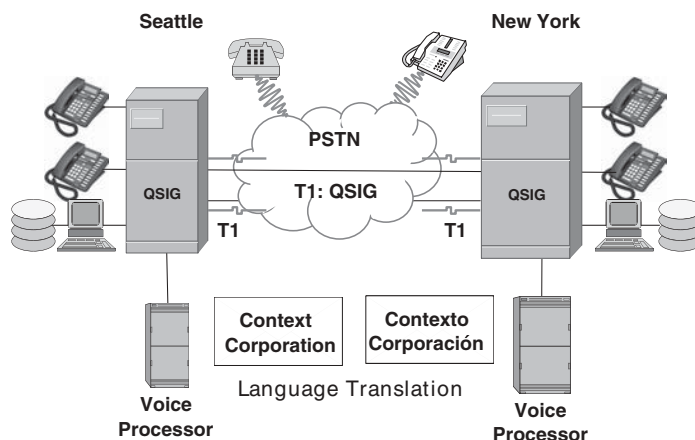 Seattle
New York
PSTN
T1: QSIG
QSIG
QSIG
T1
T1
Context
Corporation
Contexto
Corporación
Language Translation
Voice
Processor
Voice
Processor